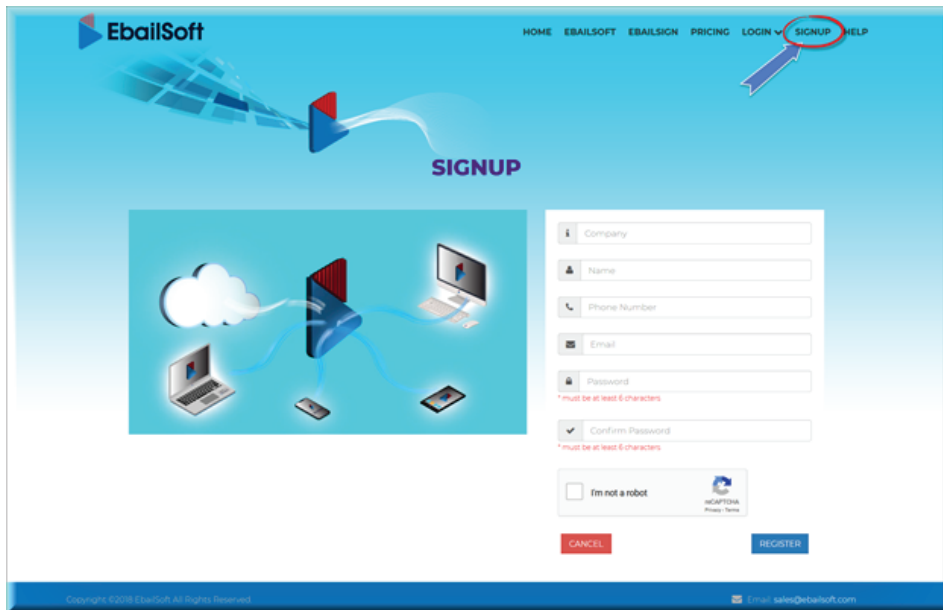 EbailSoft
HOME EBAILSOFT EBAILSIGN PRICING LOGIN SIGNUP HELP
SIGNUP
Company
Name
Phone Number
Email
Password
* must be at least 6 characters
Confirm Password
* must be at least 6 characters
I'm not a robot
reCAPTCHA
Privacy - Terms
CANCEL REGISTER
Copyright ©2018 EbailSoft All Rights Reserved. Email: sales@ebailsoft.com